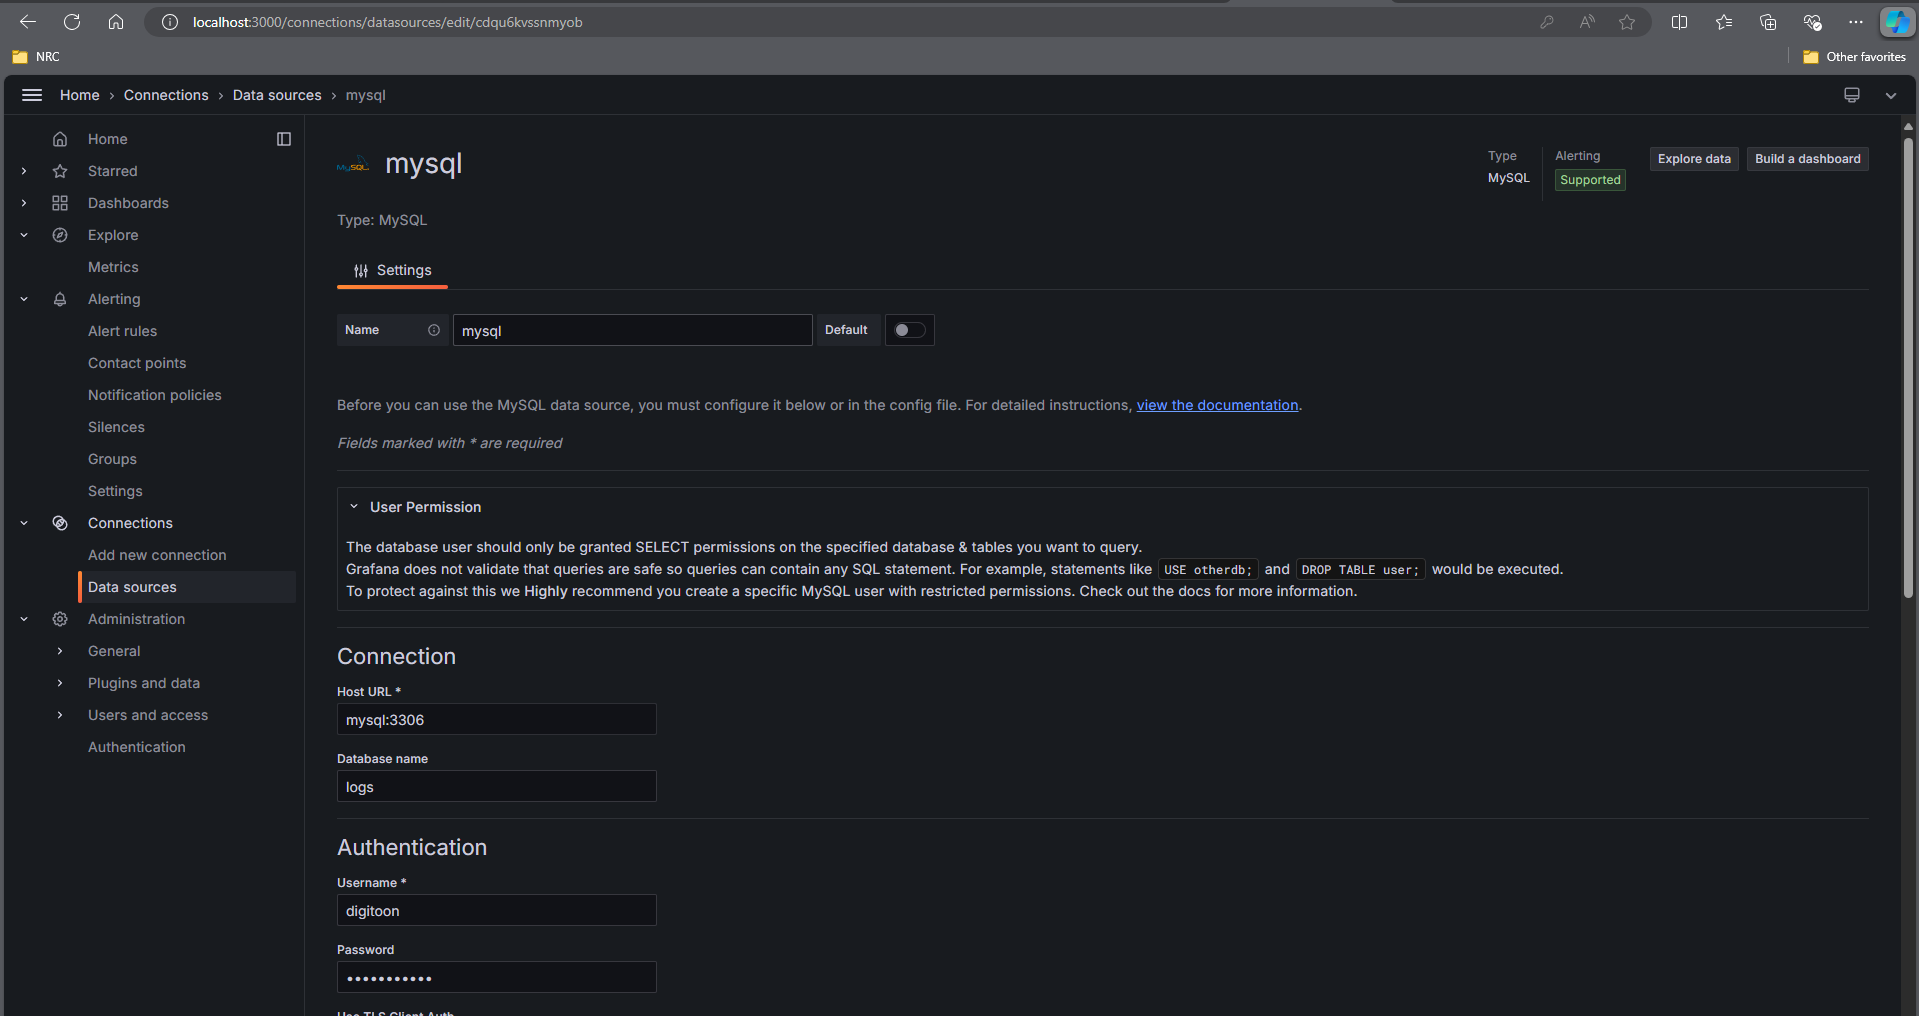 localhost:3000/connections/datasources/edit/cdqu6kvssnmyob
NRC
Other favorites
Home › Connections › Data sources › mysql
Home
Starred
Dashboards
Explore
Metrics
Alerting
Alert rules
Contact points
Notification policies
Silences
Groups
Settings
Connections
Add new connection
Data sources
Administration
General
Plugins and data
Users and access
Authentication
MySQL
mysql
Type
MySQL
Alerting
Supported
Explore data
Build a dashboard
Type: MySQL
Settings
Name
mysql
Default
Before you can use the MySQL data source, you must configure it below or in the config file. For detailed instructions, view the documentation.
Fields marked with * are required
User Permission
The database user should only be granted SELECT permissions on the specified database & tables you want to query.
Grafana does not validate that queries are safe so queries can contain any SQL statement. For example, statements like USE otherdb; and DROP TABLE user; would be executed.
To protect against this we Highly recommend you create a specific MySQL user with restricted permissions. Check out the docs for more information.
Connection
Host URL *
mysql:3306
Database name
logs
Authentication
Username *
digitoon
Password
•••••••••••
Use TLS Client Auth